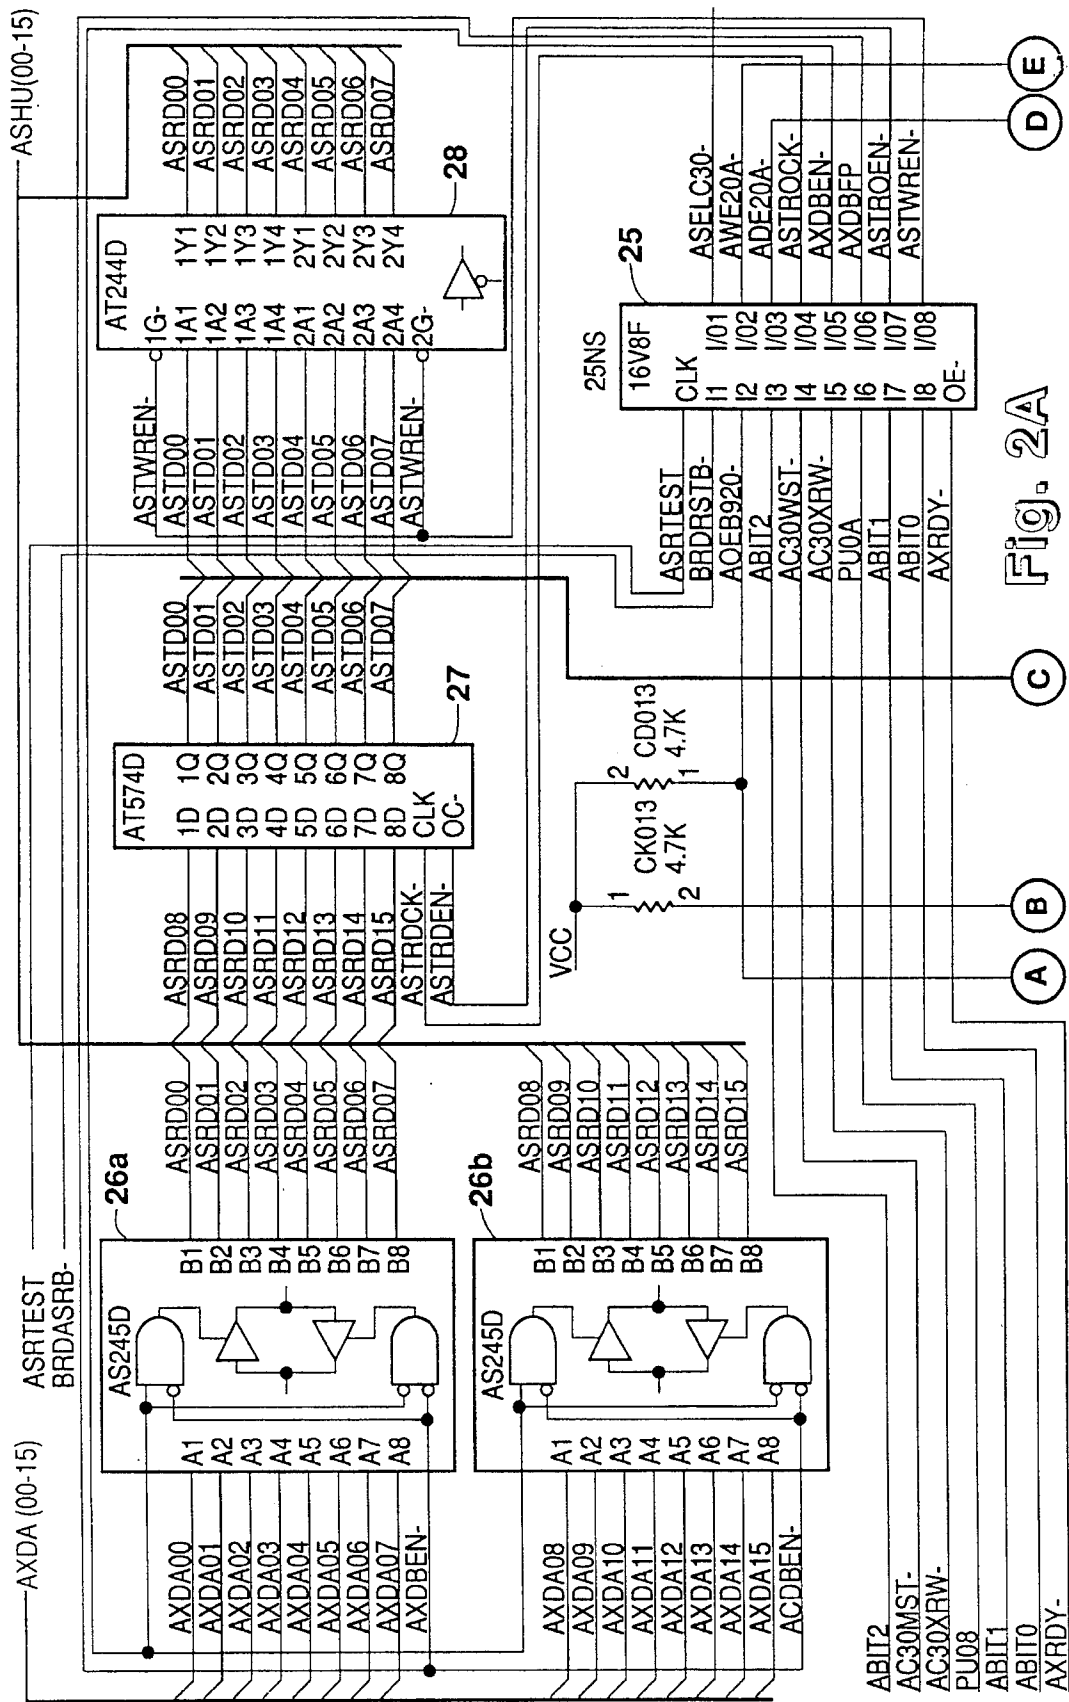 AXDA (00-15)
ASRTEST
BRDASRB-
ASHU(00-15)
26a
AS245D
A1 B1
A2 B2
A3 B3
A4 B4
A5 B5
A6 B6
A7 B7
A8 B8
AXDA00
AXDA01
AXDA02
AXDA03
AXDA04
AXDA05
AXDA06
AXDA07
AXDBEN-
ASRD00
ASRD01
ASRD02
ASRD03
ASRD04
ASRD05
ASRD06
ASRD07
26b
AS245D
A1 B1
A2 B2
A3 B3
A4 B4
A5 B5
A6 B6
A7 B7
A8 B8
AXDA08
AXDA09
AXDA10
AXDA11
AXDA12
AXDA13
AXDA14
AXDA15
ACDBEN-
ASRD08
ASRD09
ASRD10
ASRD11
ASRD12
ASRD13
ASRD14
ASRD15
ASRD08
ASRD09
ASRD10
ASRD11
ASRD12
ASRD13
ASRD14
ASRD15
ASTRDCK-
ASTRDEN-
AT574D
1D 1Q
2D 2Q
3D 3Q
4D 4Q
5D 5Q
6D 6Q
7D 7Q
8D 8Q
CLK
OC-
27
ASTD00
ASTD01
ASTD02
ASTD03
ASTD04
ASTD05
ASTD06
ASTD07
ASTWREN-
ASTD00
ASTD01
ASTD02
ASTD03
ASTD04
ASTD05
ASTD06
ASTD07
ASTWREN-
AT244D
1G-
1A1 1Y1
1A2 1Y2
1A3 1Y3
1A4 1Y4
2A1 2Y1
2A2 2Y2
2A3 2Y3
2A4 2Y4
2G-
28
ASRD00
ASRD01
ASRD02
ASRD03
ASRD04
ASRD05
ASRD06
ASRD07
VCC
1
CK013
4.7K
2
2
CD013
4.7K
1
ASRTEST
BRDRSTB-
AOEB920-
ABIT2
AC30WST-
AC30XRW-
PU0A
ABIT1
ABIT0
AXRDY-
25NS
16V8F
CLK
I1 I/01
I2 I/02
I3 I/03
I4 I/04
I5 I/05
I6 I/06
I7 I/07
I8 I/08
OE-
25
ASELC30-
AWE20A-
ADE20A-
ASTROCK-
AXDBEN-
AXDBFP
ASTROEN-
ASTWREN-
ABIT2
AC30MST-
AC30XRW-
PU08
ABIT1
ABIT0
AXRDY-
A
B
C
D
E
Fig. 2A